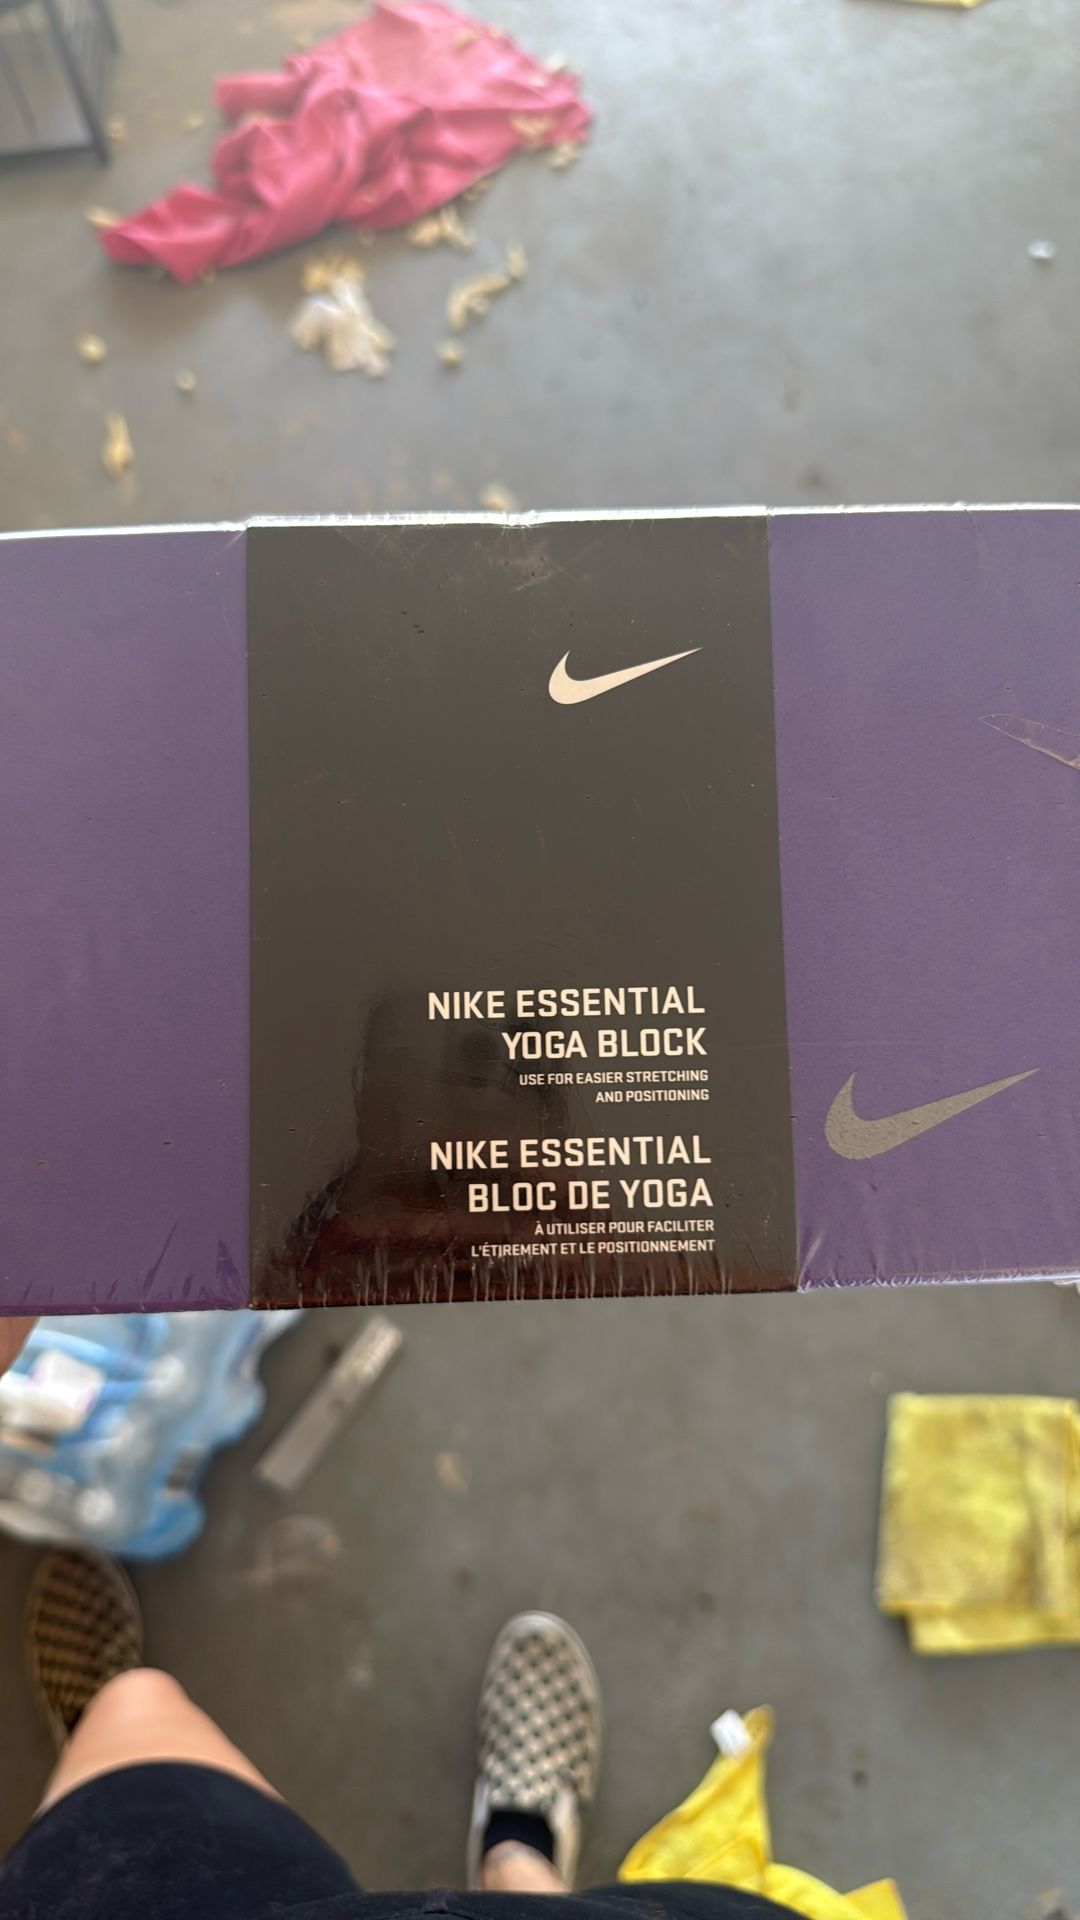 NIKE ESSENTIAL
YOGA BLOCK
USE FOR EASIER STRETCHING
AND POSITIONING
NIKE ESSENTIAL
BLOC DE YOGA
À UTILISER POUR FACILITER
L'ÉTIREMENT ET LE POSITIONNEMENT